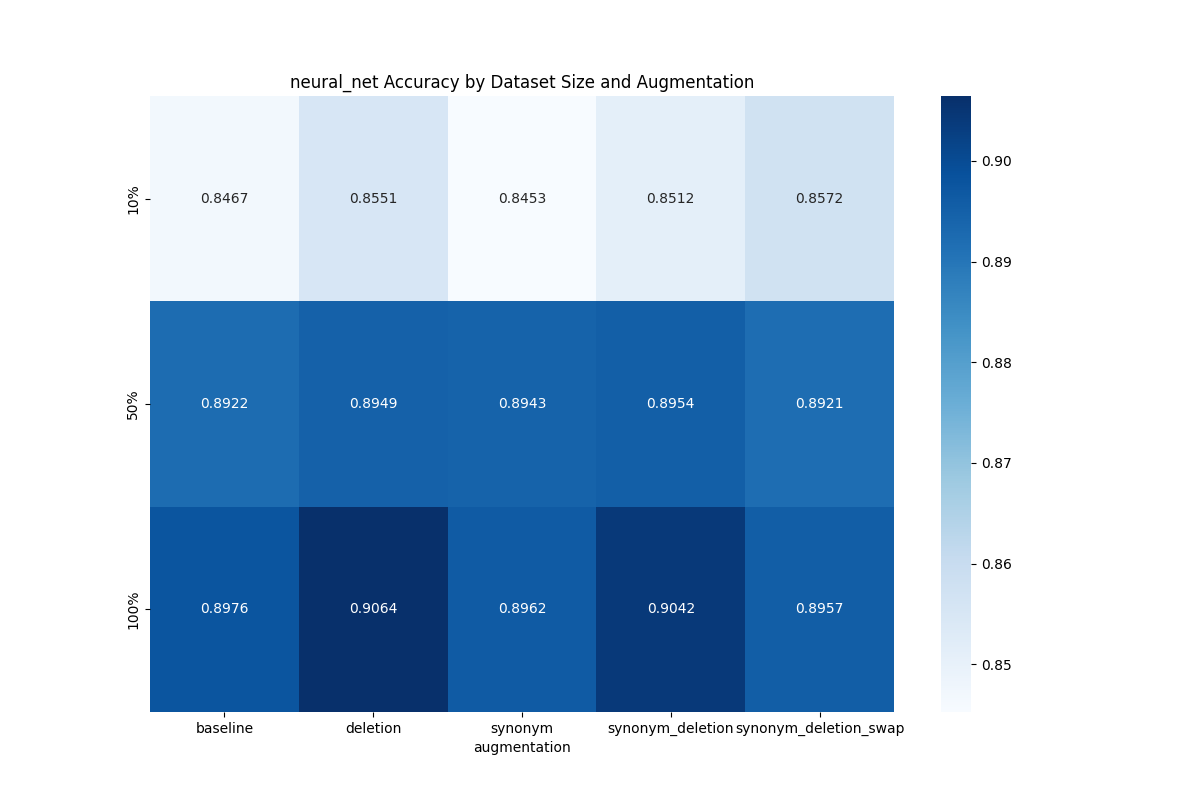 neural_net Accuracy by Dataset Size and Augmentation
10% 0.8467 0.8551 0.8453 0.8512 0.8572
50% 0.8922 0.8949 0.8943 0.8954 0.8921
100% 0.8976 0.9064 0.8962 0.9042 0.8957
baseline deletion synonym synonym_deletion synonym_deletion_swap
augmentation
0.90
0.89
0.88
0.87
0.86
0.85